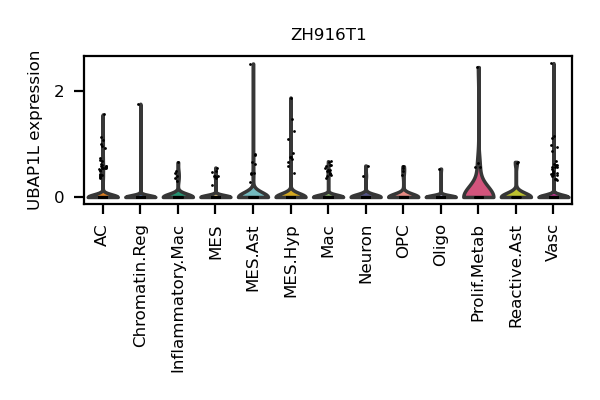 ZH916T1
UBAP1L expression
2
0
AC
Chromatin.Reg
Inflammatory.Mac
MES
MES.Ast
MES.Hyp
Mac
Neuron
OPC
Oligo
Prolif.Metab
Reactive.Ast
Vasc